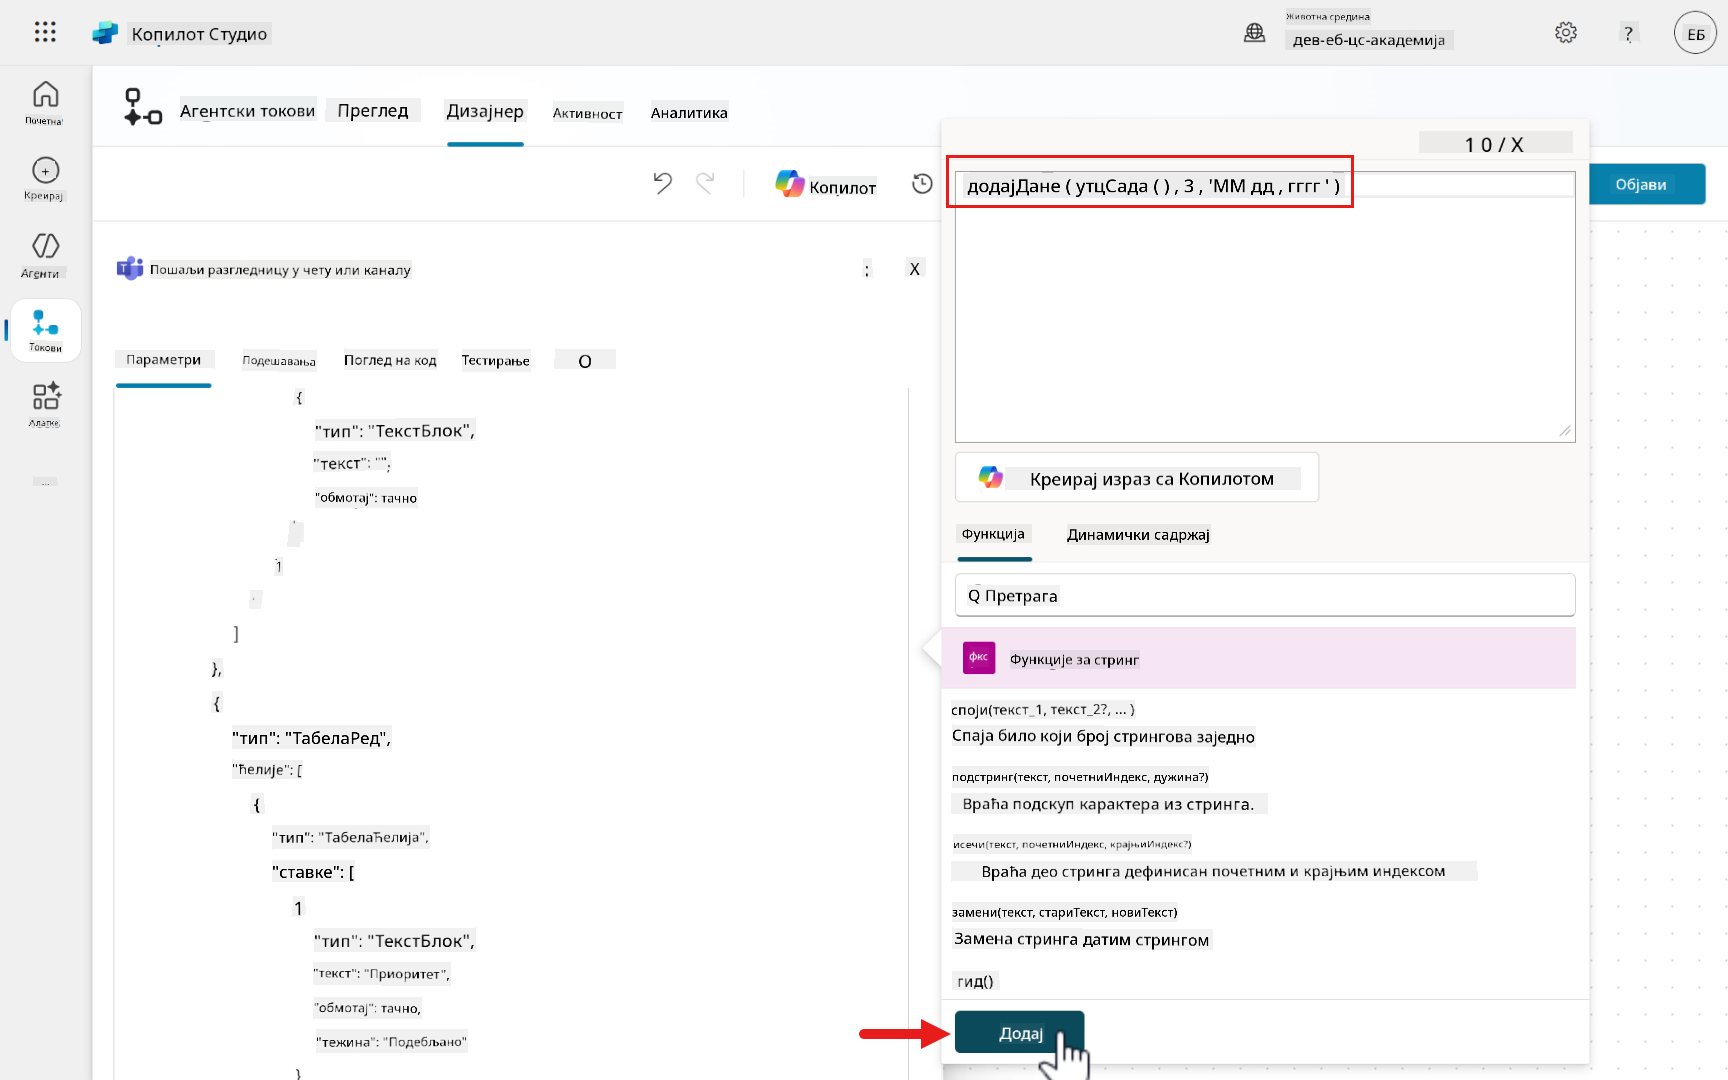 Копилот Студио
Животна средина
дев-еб-цс-академија
?
ЕБ
Почетна
Креирај
Агенти
Токови
Алатке
...
Агентски токови
Преглед
Дизајнер
Активност
Аналитика
Копилот
Објави
Пошаљи разгледницу у чету или каналу
:
X
Параметри
Подешавања
Поглед на код
Тестирање
О
{
"тип": "ТекстБлок",
"текст": "";
"обмотај": тачно
1
]
},
{
"тип": "ТабелаРед",
"ћелије": [
{
"тип": "ТабелаЋелија",
"ставке": [
1
"тип": "ТекстБлок",
"текст": "Приоритет",
"обмотај": тачно,
"тежина": "Подебљано"
}
1 0 / X
додајДане ( утцСада ( ) , 3 , 'ММ дд , гггг ' )
Креирај израз са Копилотом
Функција
Динамички садржај
Q Претрага
фкс
Функције за стринг
споји(текст_1, текст_2?, ... )
Спаја било који број стрингова заједно
подстринг(текст, почетниИндекс, дужина?)
Враћа подскуп карактера из стринга.
исечи(текст, почетниИндекс, крајњиИндекс?)
Враћа део стринга дефинисан почетним и крајњим индексом
замени(текст, стариТекст, новиТекст)
Замена стринга датим стрингом
гид()
Додај